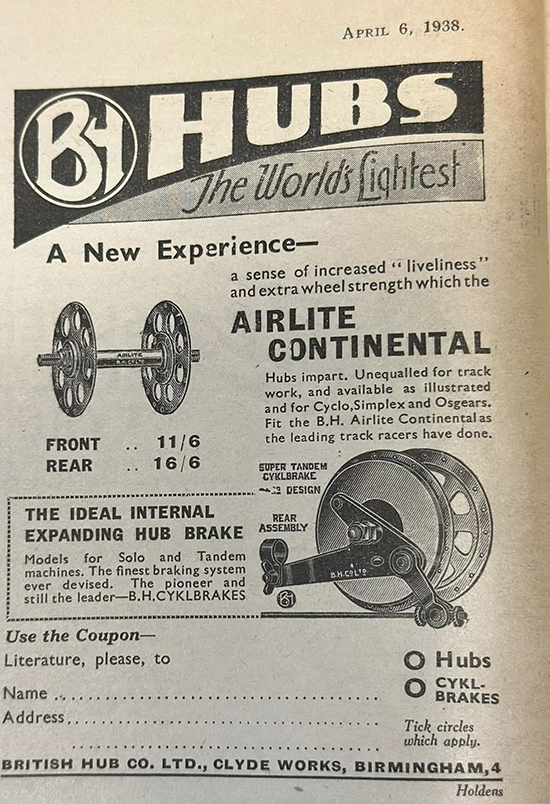 APRIL 6, 1938.
BH HUBS
The World's Lightest
A New Experience—
a sense of increased “liveliness”
and extra wheel strength which the
AIRLITE
CONTINENTAL
Hubs impart. Unequalled for track
work, and available as illustrated
and for Cyclo, Simplex and Osgears.
Fit the B.H. Airlite Continental as
the leading track racers have done.
AIRLITE
FRONT .. 11/6
REAR .. 16/6
SUPER TANDEM
CYKLBRAKE
DESIGN
REAR
ASSEMBLY
B.H.CO LTD
BH
THE IDEAL INTERNAL
EXPANDING HUB BRAKE
Models for Solo and Tandem
machines. The finest braking system
ever devised. The pioneer and
still the leader—B.H. CYKLBRAKES
Use the Coupon—
Literature, please, to
O Hubs
O CYKL-
BRAKES
Name ..............................
Address..............................
..............................
Tick circles
which apply.
BRITISH HUB CO. LTD., CLYDE WORKS, BIRMINGHAM, 4
Holdens